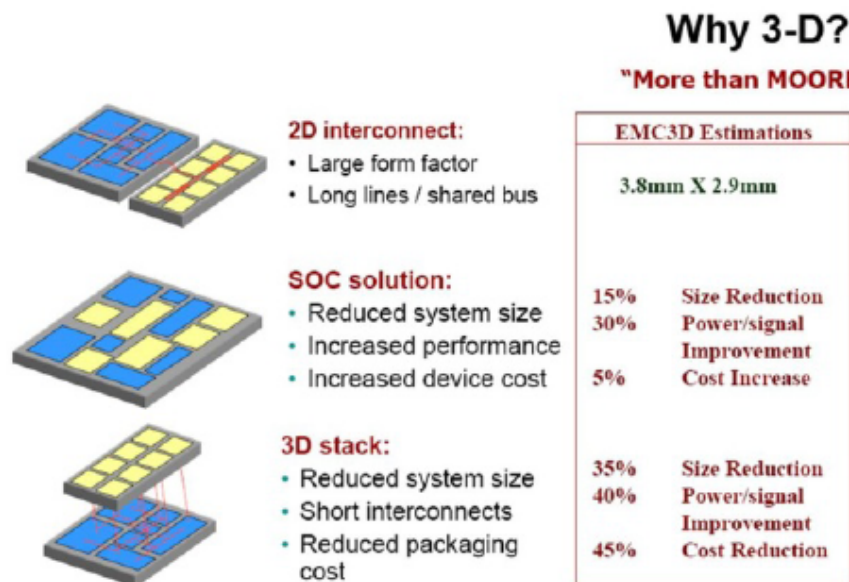 Why 3-D?
"More than MOORE
2D interconnect:
• Large form factor
• Long lines / shared bus
EMC3D Estimations
3.8mm X 2.9mm
SOC solution:
• Reduced system size
• Increased performance
• Increased device cost
15% Size Reduction
30% Power/signal
Improvement
5% Cost Increase
3D stack:
• Reduced system size
• Short interconnects
• Reduced packaging
cost
35% Size Reduction
40% Power/signal
Improvement
45% Cost Reduction